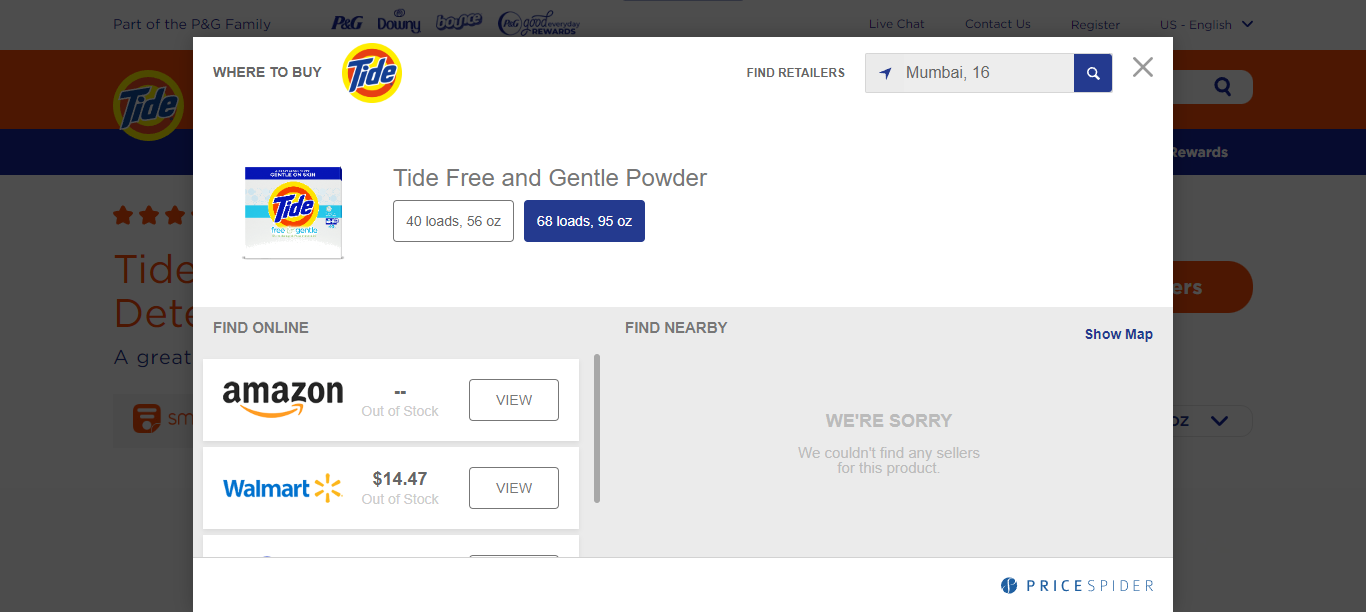 Part of the P&G Family
P&G
Downy
bounce
P&G good everyday
REWARDS
Live Chat
Contact Us
Register
US - English
WHERE TO BUY
Tide
FIND RETAILERS
Mumbai, 16
Tide
Rewards
GENTLE ON SKIN
Tide
free & gentle
Tide Free and Gentle Powder
40 loads, 56 oz
68 loads, 95 oz
Tide
Dete
A great
sm
ers
oz
FIND ONLINE
FIND NEARBY
Show Map
amazon
--
Out of Stock
VIEW
Walmart
$14.47
Out of Stock
VIEW
WE'RE SORRY
We couldn't find any sellers
for this product.
PRICESPIDER